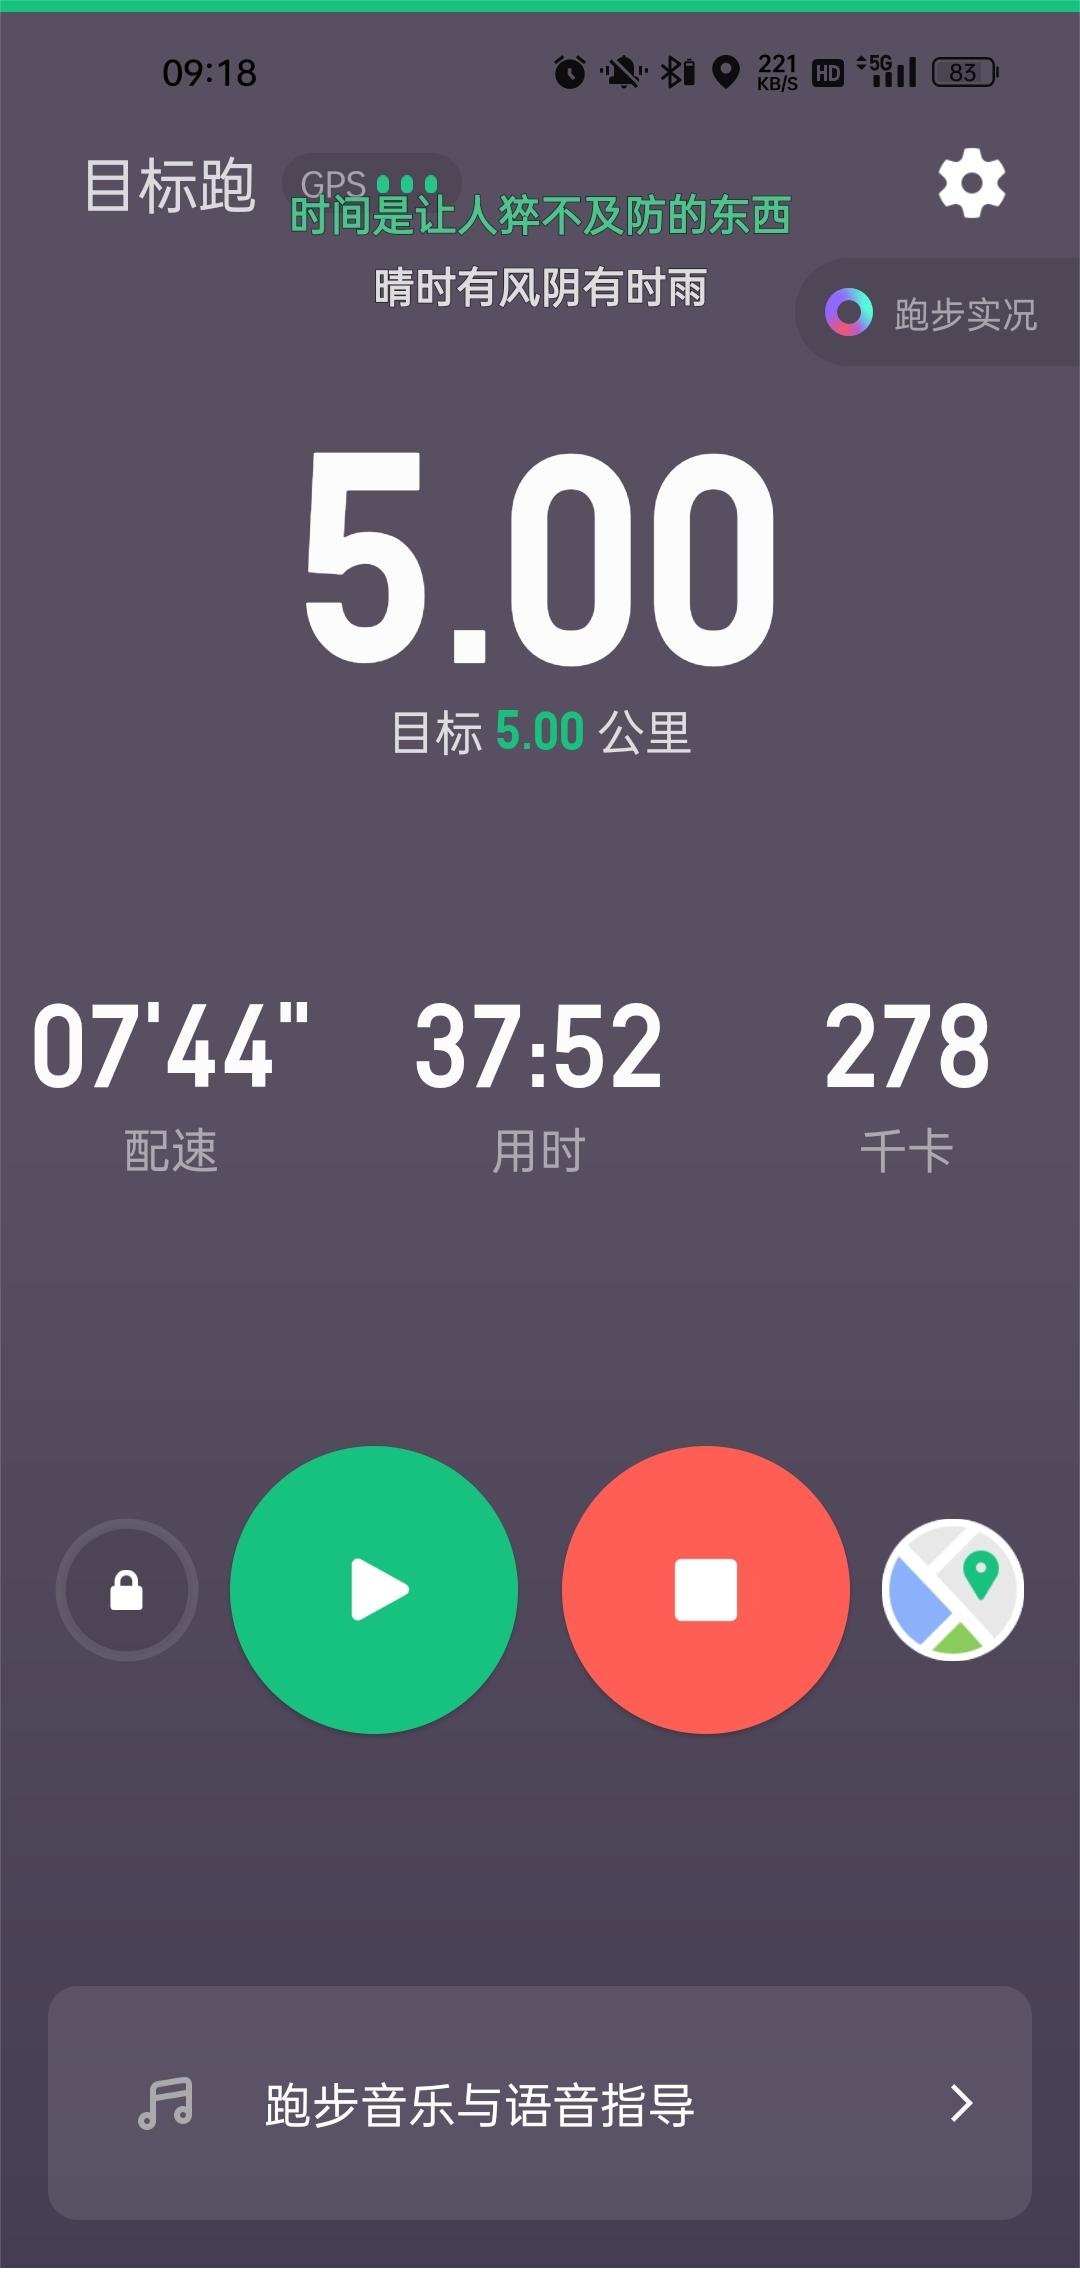 09:18
221
KB/S
HD
5G
83
目标跑
GPS
时间是让人猝不及防的东西
晴时有风阴有时雨
跑步实况
5.00
目标 5.00 公里
07'44" 37:52 278
配速 用时 千卡
跑步音乐与语音指导